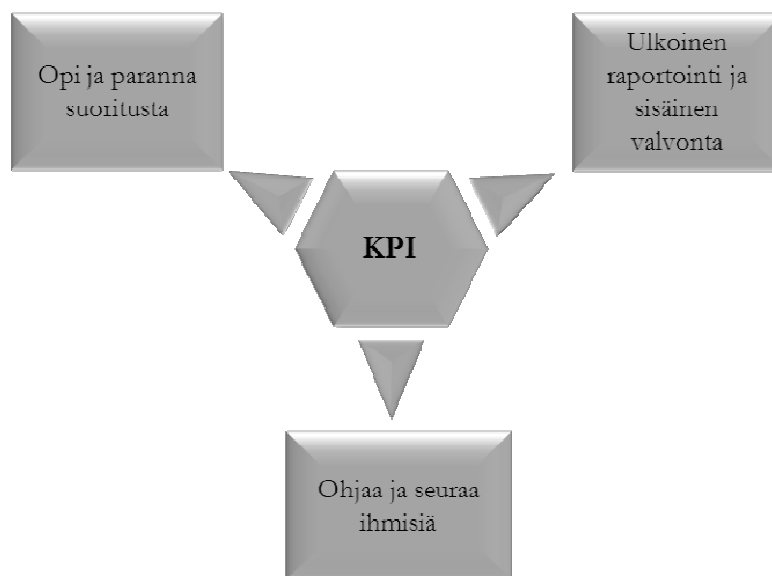 Opi ja paranna
suoritusta
Ulkoinen
raportointi ja
sisäinen
valvonta
KPI
Ohjaa ja seuraa
ihmisiä